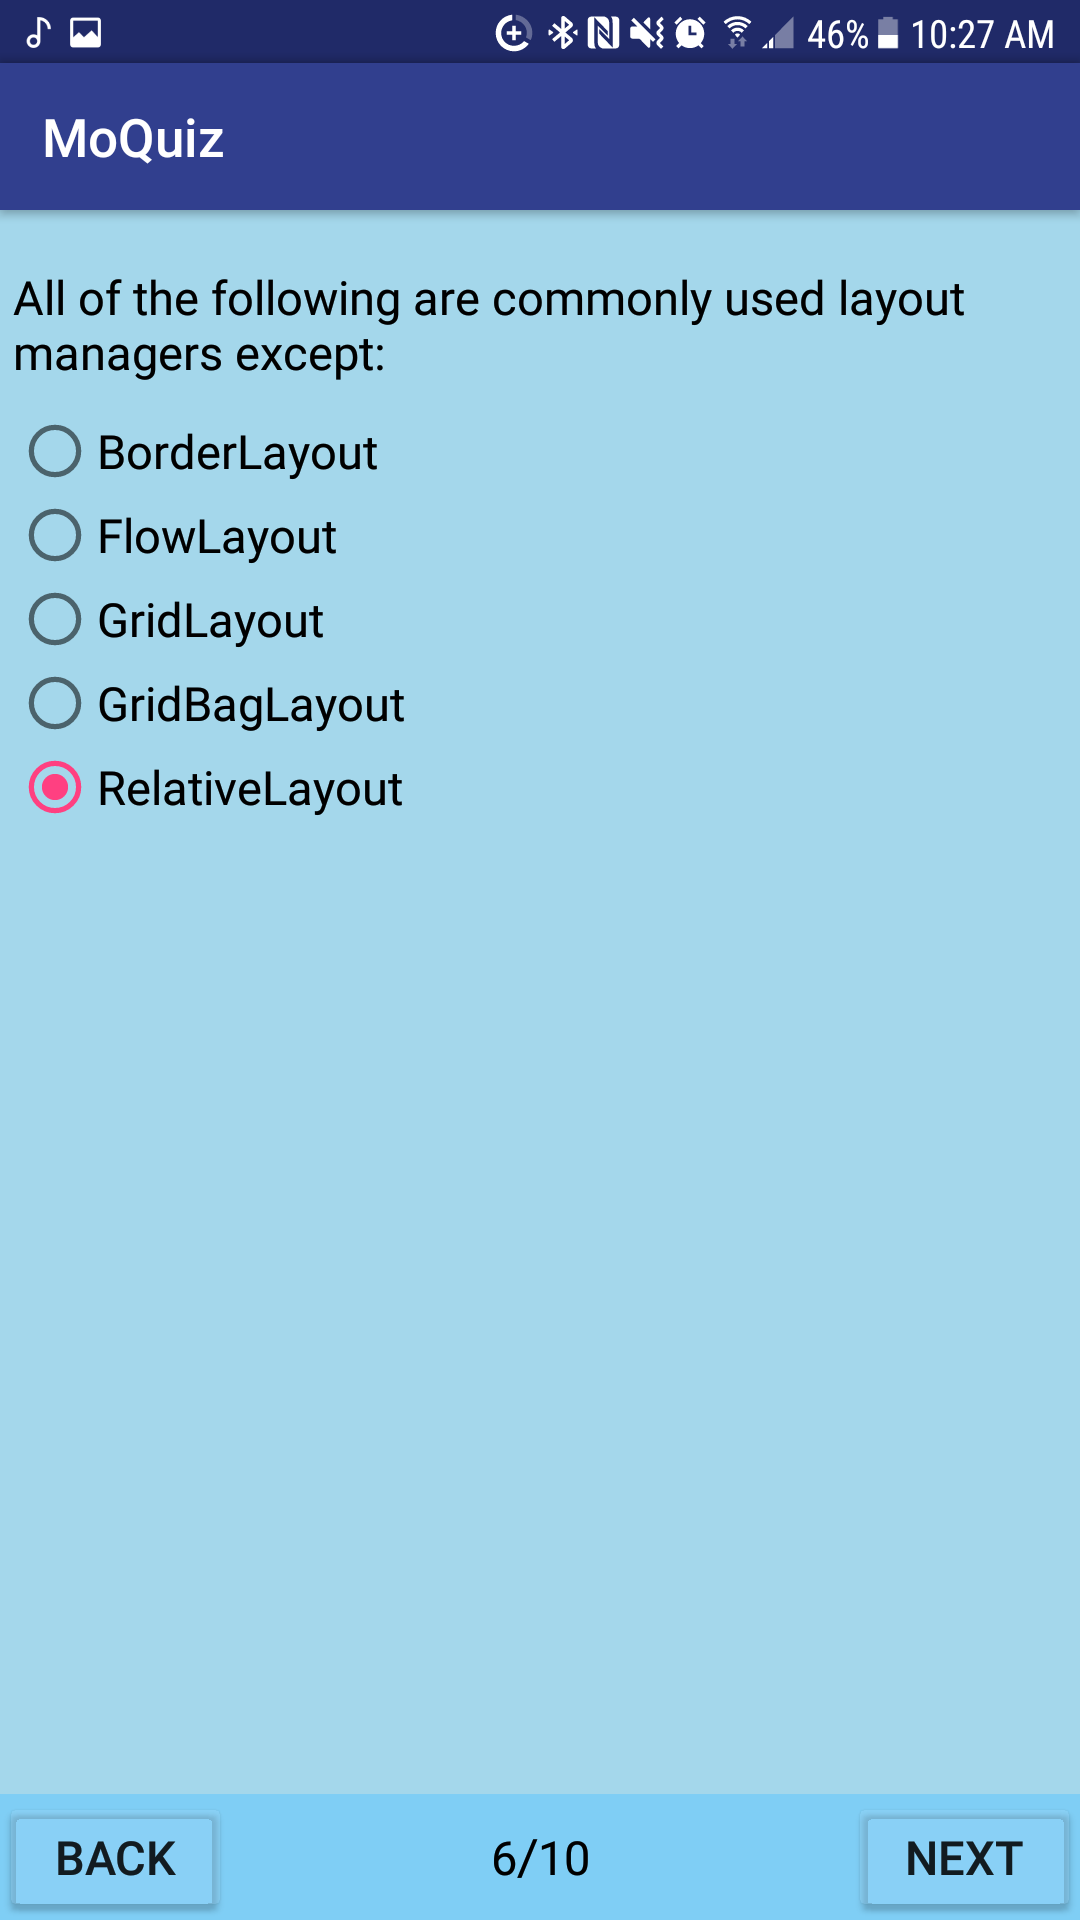 46% 10:27 AM
MoQuiz
All of the following are commonly used layout
managers except:
BorderLayout
FlowLayout
GridLayout
GridBagLayout
RelativeLayout
BACK 6/10 NEXT